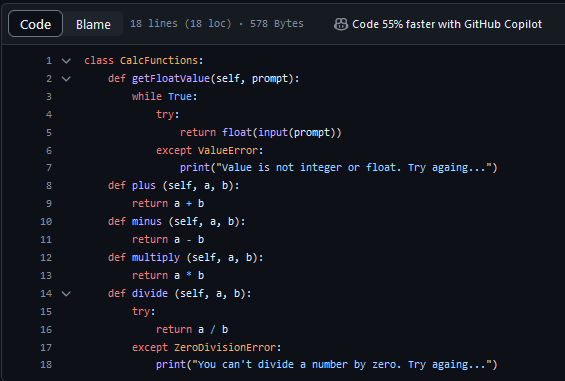 Code Blame 18 lines (18 loc) · 578 Bytes Code 55% faster with GitHub Copilot
1 class CalcFunctions:
2 def getFloatValue(self, prompt):
3 while True:
4 try:
5 return float(input(prompt))
6 except ValueError:
7 print("Value is not integer or float. Try againg...")
8 def plus (self, a, b):
9 return a + b
10 def minus (self, a, b):
11 return a - b
12 def multiply (self, a, b):
13 return a * b
14 def divide (self, a, b):
15 try:
16 return a / b
17 except ZeroDivisionError:
18 print("You can't divide a number by zero. Try againg...")